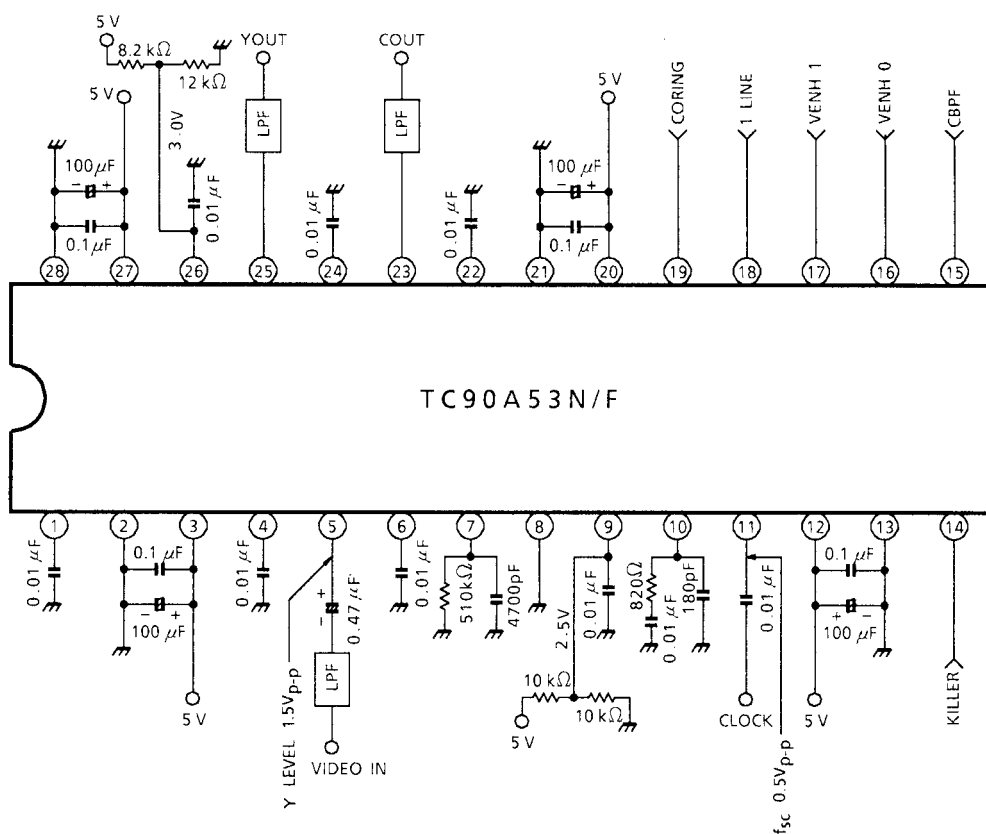 5 V
8.2 kΩ
12 kΩ
YOUT
COUT
5 V
5 V
3.0V
LPF
LPF
CORING
1 LINE
VENH 1
VENH 0
CBPF
100 μF
- +
0.1 μF
0.01 μF
0.01 μF
0.01 μF
100 μF
- +
0.1 μF
28
27
26
25
24
23
22
21
20
19
18
17
16
15
TC90A53N/F
1
2
3
4
5
6
7
8
9
10
11
12
13
14
0.01 μF
0.1 μF
- +
100 μF
5 V
0.01 μF
Y LEVEL 1.5Vp-p
+
-
0.47 μF
LPF
VIDEO IN
0.01 μF
510kΩ
4700pF
2.5V
0.01 μF
10 kΩ
10 kΩ
5 V
820Ω
0.01 μF
180pF
0.01 μF
CLOCK
fsc 0.5Vp-p
0.1 μF
+ -
100 μF
5 V
KILLER